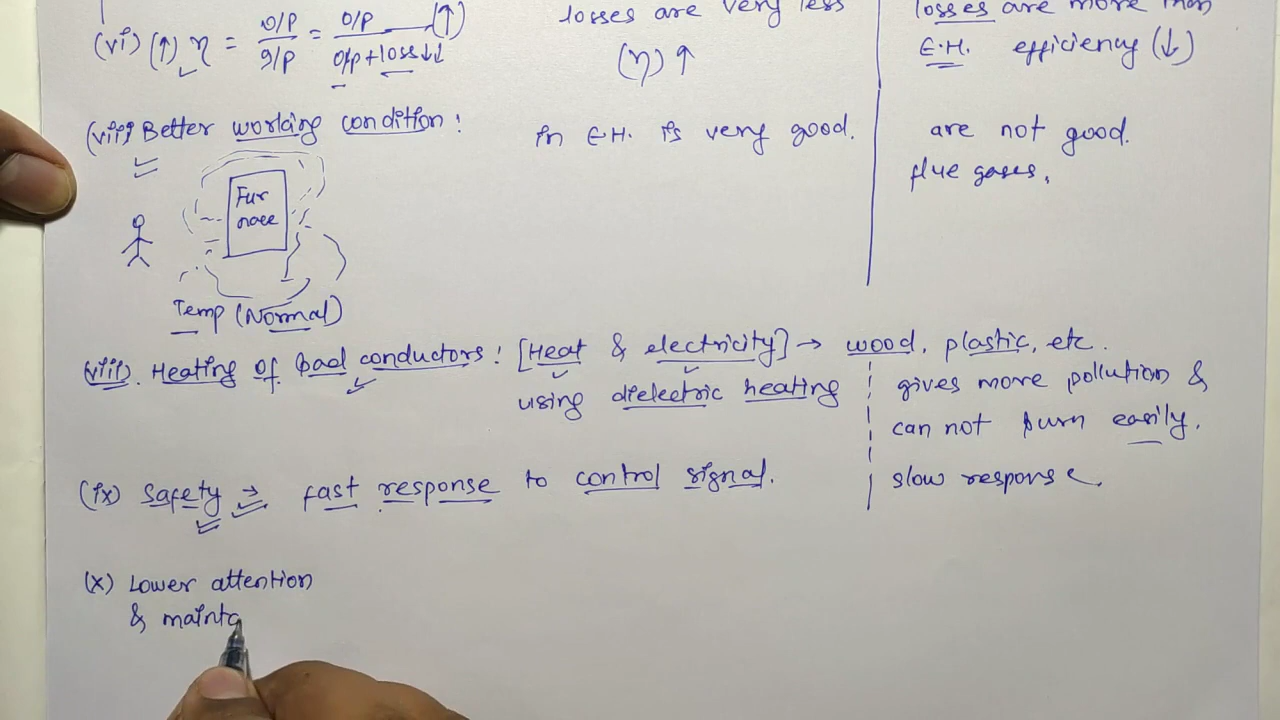 losses are very less
losses are more than
(vi) (↑) η = O/P / I/P = O/P / O/P + loss↓↓ (↑)
(η) ↑
E.H. efficiency (↓)
(vii) Better working condition:
in E.H. is very good.
are not good.
flue gases.
Fur
nace
Temp (Normal)
(viii). Heating of bad conductors: [Heat & electricity] → wood, plastic, etc.
using dielectric heating
gives more pollution &
can not burn easily.
(ix) Safety → fast response to control signal.
slow response.
(x) Lower attention
& mainta